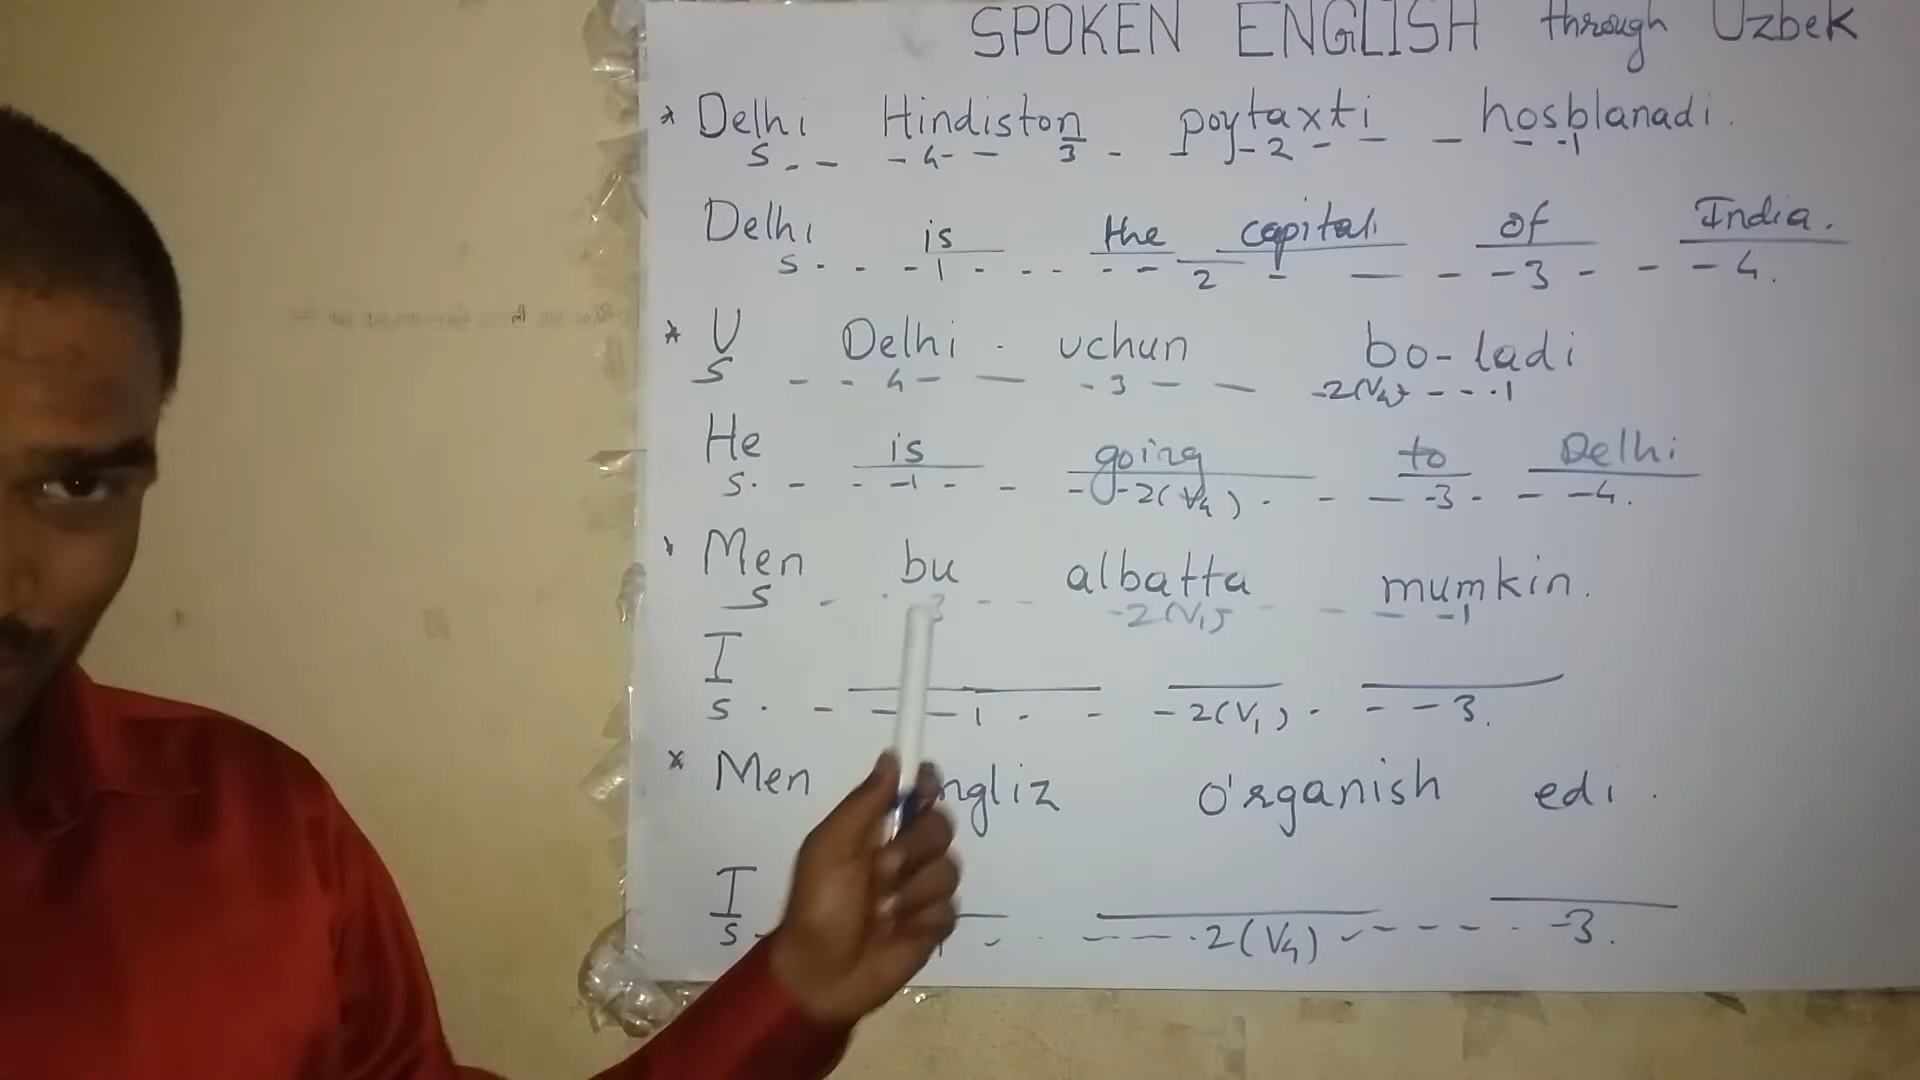 SPOKEN ENGLISH through Uzbek
* Delhi Hindiston poytaxti hosblanadi.
S - - - 4 - - 3 - - - 2 - - - - - 1
Delhi is the capital of India.
S - - - 1 - - - - - 2 - - - - 3 - - - 4.
* U Delhi uchun bo-ladi
S - - 4 - - - 3 - - -2(V4) - - - 1
He is going to Delhi
S - - - 1 - - - - 2(V4) - - - - 3 - - - 4.
Men bu albatta mumkin.
S - - 3 - - - 2(V1) - - - - 1
I
S - - - - 1 - - - 2(V1) - - - 3.
* Men ngliz o'rganish edi.
I
S - - - - - - - 2(V4) - - - - - - 3.